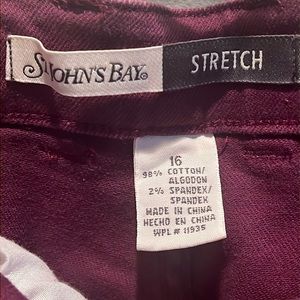 ST. JOHN'S BAY® STRETCH
16
98% COTTON/
ALGODON
2% SPANDEX/
SPANDEX
MADE IN CHINA
HECHO EN CHINA
WPL# 11935